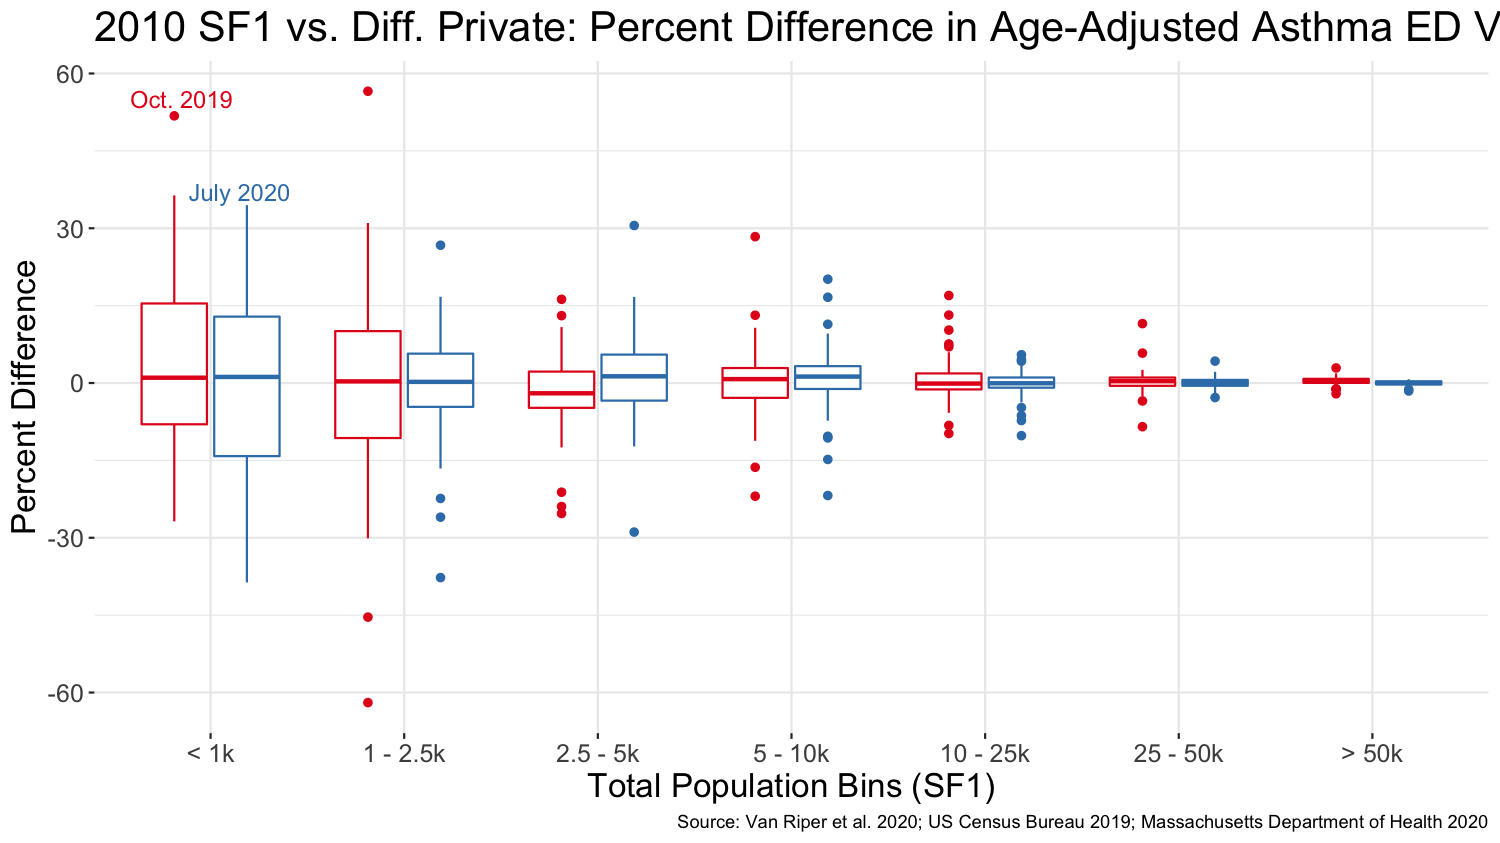 2010 SF1 vs. Diff. Private: Percent Difference in Age-Adjusted Asthma ED V
60
Oct. 2019
July 2020
30
0
-30
-60
Percent Difference
< 1k
1 - 2.5k
2.5 - 5k
5 - 10k
10 - 25k
25 - 50k
> 50k
Total Population Bins (SF1)
Source: Van Riper et al. 2020; US Census Bureau 2019; Massachusetts Department of Health 2020